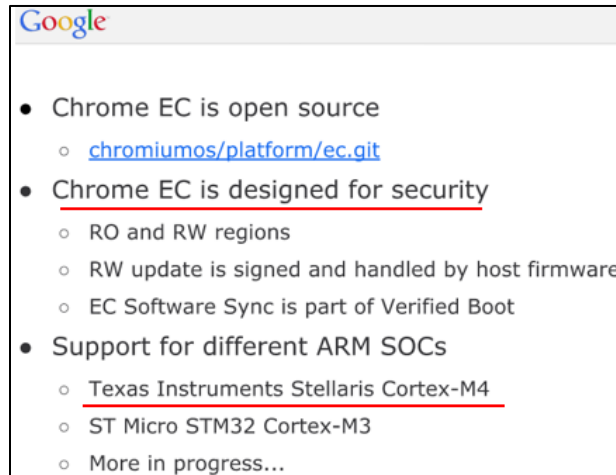 Google
• Chrome EC is open source
◦ chromiumos/platform/ec.git
• Chrome EC is designed for security
◦ RO and RW regions
◦ RW update is signed and handled by host firmware
◦ EC Software Sync is part of Verified Boot
• Support for different ARM SOCs
◦ Texas Instruments Stellaris Cortex-M4
◦ ST Micro STM32 Cortex-M3
◦ More in progress...